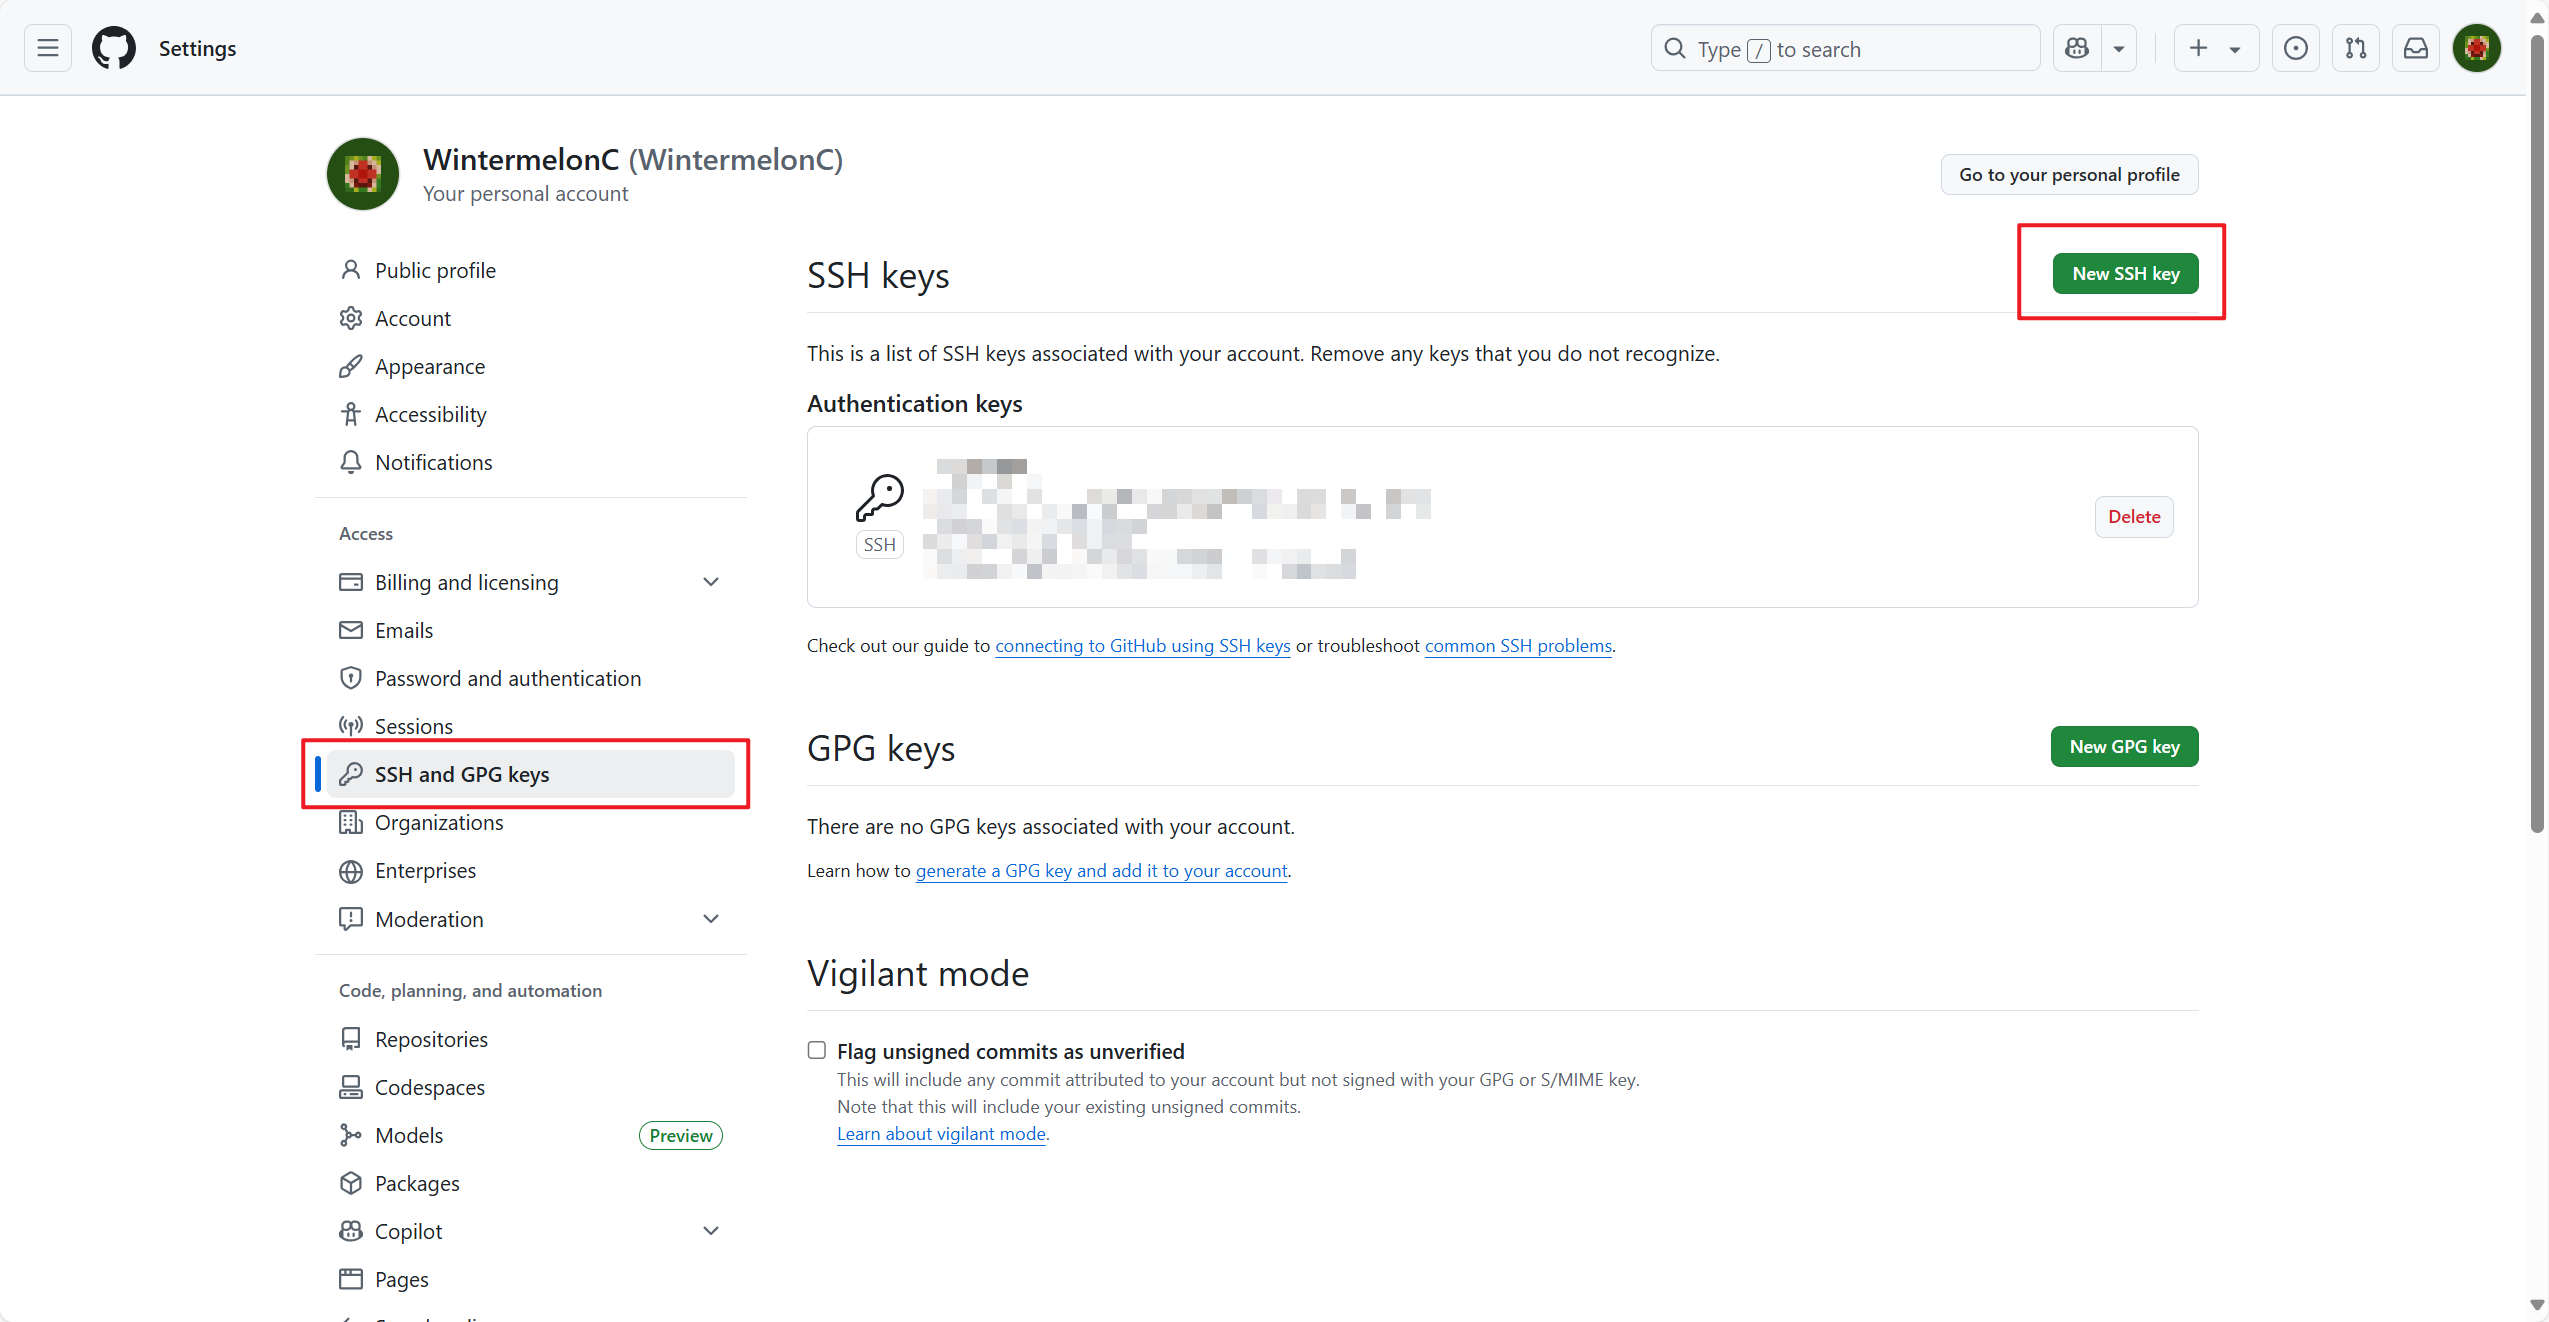 Settings
Type / to search
WintermelonC (WintermelonC)
Your personal account
Go to your personal profile
Public profile
Account
Appearance
Accessibility
Notifications
Access
Billing and licensing
Emails
Password and authentication
Sessions
SSH and GPG keys
Organizations
Enterprises
Moderation
Code, planning, and automation
Repositories
Codespaces
Models
Preview
Packages
Copilot
Pages
SSH keys
New SSH key
This is a list of SSH keys associated with your account. Remove any keys that you do not recognize.
Authentication keys
SSH
Delete
Check out our guide to connecting to GitHub using SSH keys or troubleshoot common SSH problems.
GPG keys
New GPG key
There are no GPG keys associated with your account.
Learn how to generate a GPG key and add it to your account.
Vigilant mode
Flag unsigned commits as unverified
This will include any commit attributed to your account but not signed with your GPG or S/MIME key.
Note that this will include your existing unsigned commits.
Learn about vigilant mode.